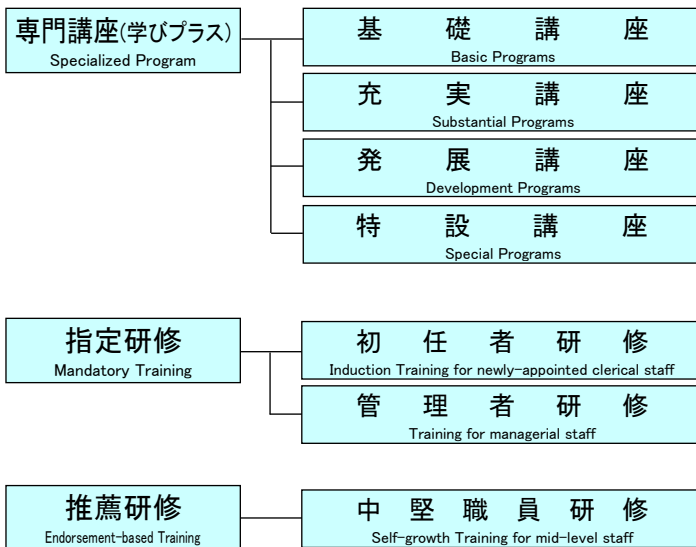 専門講座(学びプラス)
Specialized Program
基礎講座
Basic Programs
充実講座
Substantial Programs
発展講座
Development Programs
特設講座
Special Programs
指定研修
Mandatory Training
初任者研修
Induction Training for newly-appointed clerical staff
管理者研修
Training for managerial staff
推薦研修
Endorsement-based Training
中堅職員研修
Self-growth Training for mid-level staff